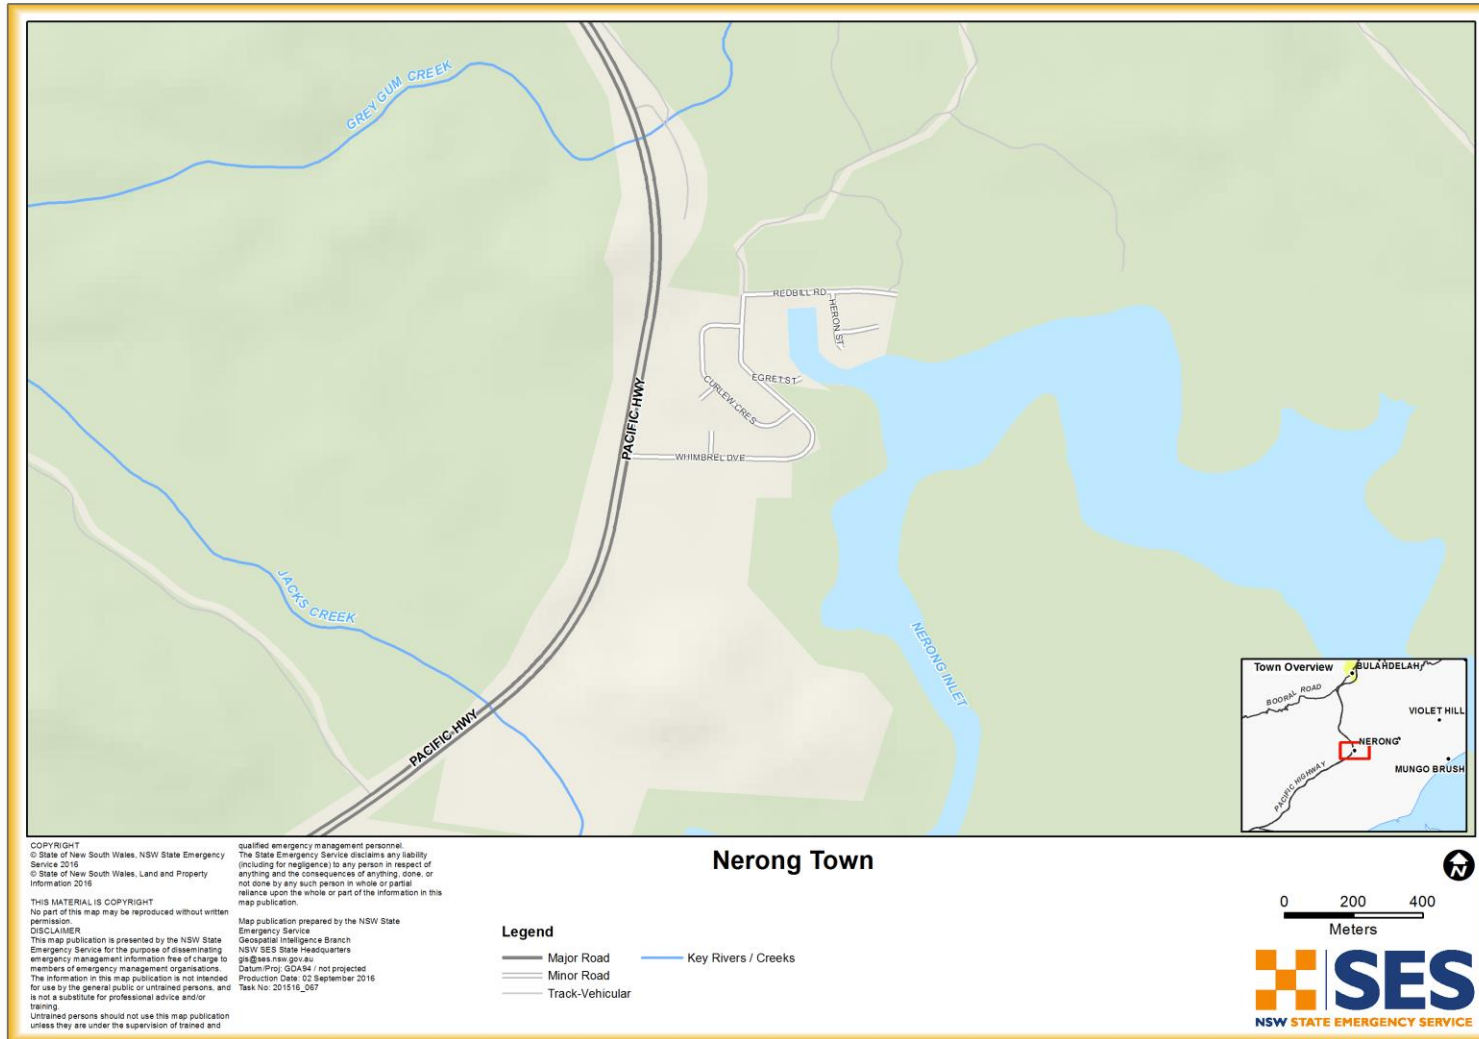 GREY GUM CREEK
REDBILL RD
HERON ST
EGRET ST
CURLEW CRES
PACIFIC HWY
WHIMBREL DVE
JACKS CREEK
NERONG INLET
PACIFIC HWY
Town Overview
BULAHDELAH
BOORAL ROAD
VIOLET HILL
NERONG
MUNGO BRUSH
PACIFIC HIGHWAY
COPYRIGHT
© State of New South Wales, NSW State Emergency
Service 2016
© State of New South Wales, Land and Property
Information 2016
THIS MATERIAL IS COPYRIGHT
No part of this map may be reproduced without written
permission.
DISCLAIMER
This map publication is presented by the NSW State
Emergency Service for the purpose of disseminating
emergency management information free of charge to
members of emergency management organisations.
The information in this map publication is not intended
for use by the general public or untrained persons, and
is not a substitute for professional advice and/or
training.
Untrained persons should not use this map publication
unless they are under the supervision of trained and
qualified emergency management personnel.
The State Emergency Service disclaims any liability
(including for negligence) to any person in respect of
anything and the consequences of anything, done, or
not done by any such person in whole or partial
reliance upon the whole or part of the information in this
map publication.
Map publication prepared by the NSW State
Emergency Service
Geospatial Intelligence Branch
NSW SES State Headquarters
gis@ses.nsw.gov.au
Datum/Proj: GDA94 / not projected
Production Date: 02 September 2016
Task No: 201516_067
Nerong Town
Legend
Major Road
Minor Road
Track-Vehicular
Key Rivers / Creeks
N
0 200 400
Meters
SES
NSW STATE EMERGENCY SERVICE